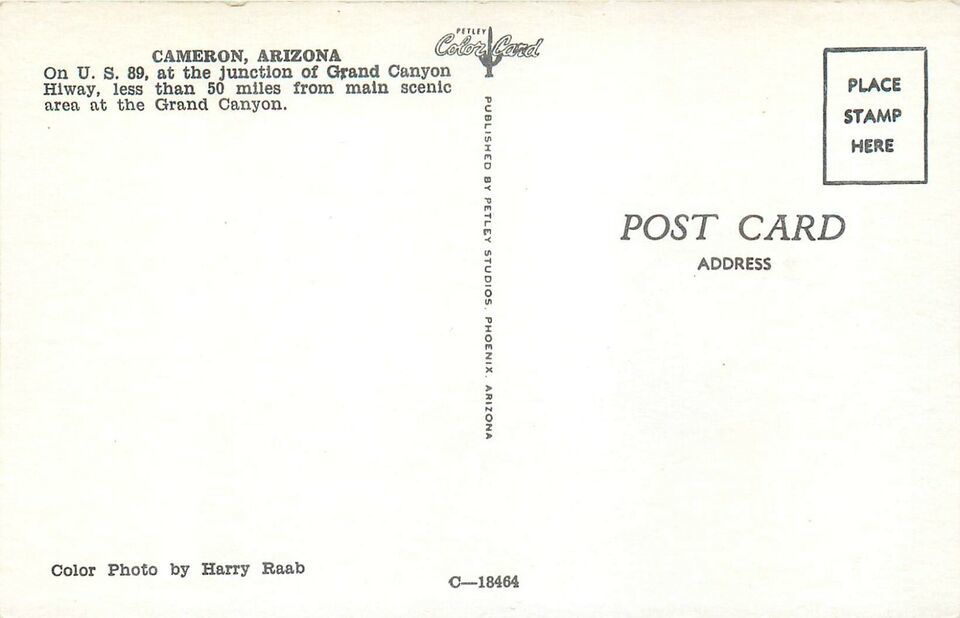 CAMERON, ARIZONA
On U. S. 89, at the junction of Grand Canyon
Hiway, less than 50 miles from main scenic
area at the Grand Canyon.
Color Photo by Harry Raab
PETLEY
Color Card
PUBLISHED BY PETLEY STUDIOS, PHOENIX, ARIZONA
C—18464
PLACE
STAMP
HERE
POST CARD
ADDRESS